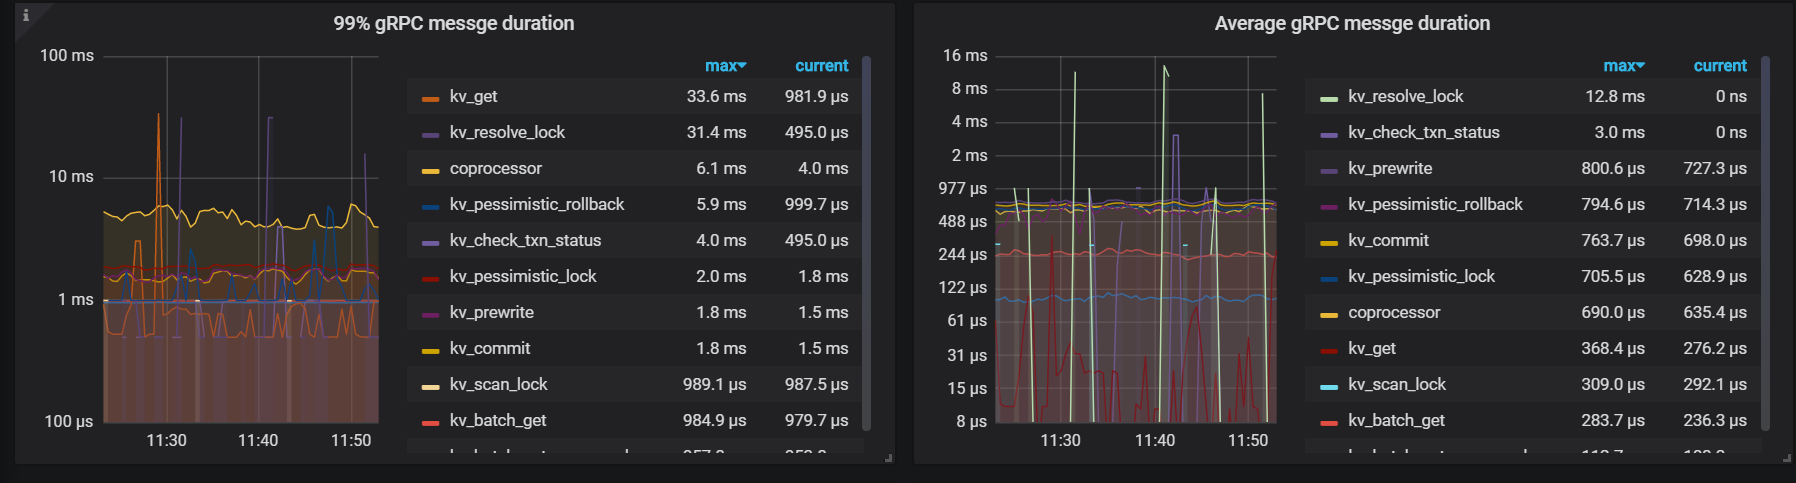 i
99% gRPC messge duration
100 ms
10 ms
1 ms
100 µs
11:30 11:40 11:50
max current
kv_get 33.6 ms 981.9 µs
kv_resolve_lock 31.4 ms 495.0 µs
coprocessor 6.1 ms 4.0 ms
kv_pessimistic_rollback 5.9 ms 999.7 µs
kv_check_txn_status 4.0 ms 495.0 µs
kv_pessimistic_lock 2.0 ms 1.8 ms
kv_prewrite 1.8 ms 1.5 ms
kv_commit 1.8 ms 1.5 ms
kv_scan_lock 989.1 µs 987.5 µs
kv_batch_get 984.9 µs 979.7 µs
Average gRPC messge duration
16 ms
8 ms
4 ms
2 ms
977 µs
488 µs
244 µs
122 µs
61 µs
31 µs
15 µs
8 µs
11:30 11:40 11:50
max current
kv_resolve_lock 12.8 ms 0 ns
kv_check_txn_status 3.0 ms 0 ns
kv_prewrite 800.6 µs 727.3 µs
kv_pessimistic_rollback 794.6 µs 714.3 µs
kv_commit 763.7 µs 698.0 µs
kv_pessimistic_lock 705.5 µs 628.9 µs
coprocessor 690.0 µs 635.4 µs
kv_get 368.4 µs 276.2 µs
kv_scan_lock 309.0 µs 292.1 µs
kv_batch_get 283.7 µs 236.3 µs